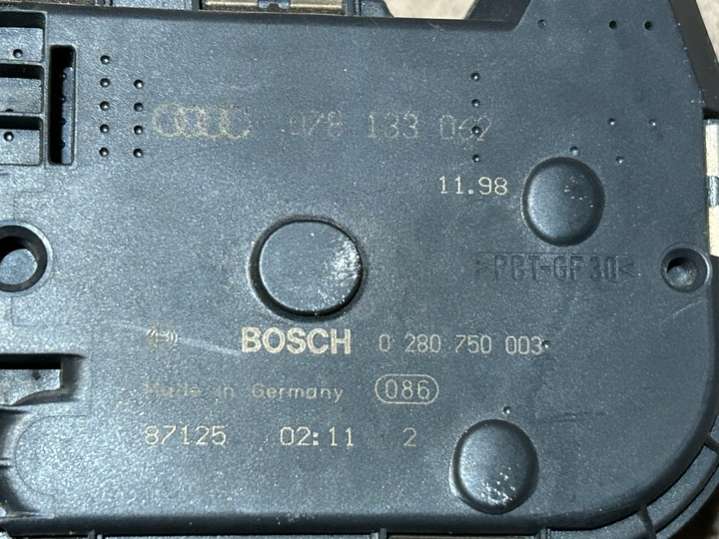 078 133 062
11.98
>PBT-GF30<
BOSCH 0 280 750 003
Made in Germany 086
87125 02:11 2